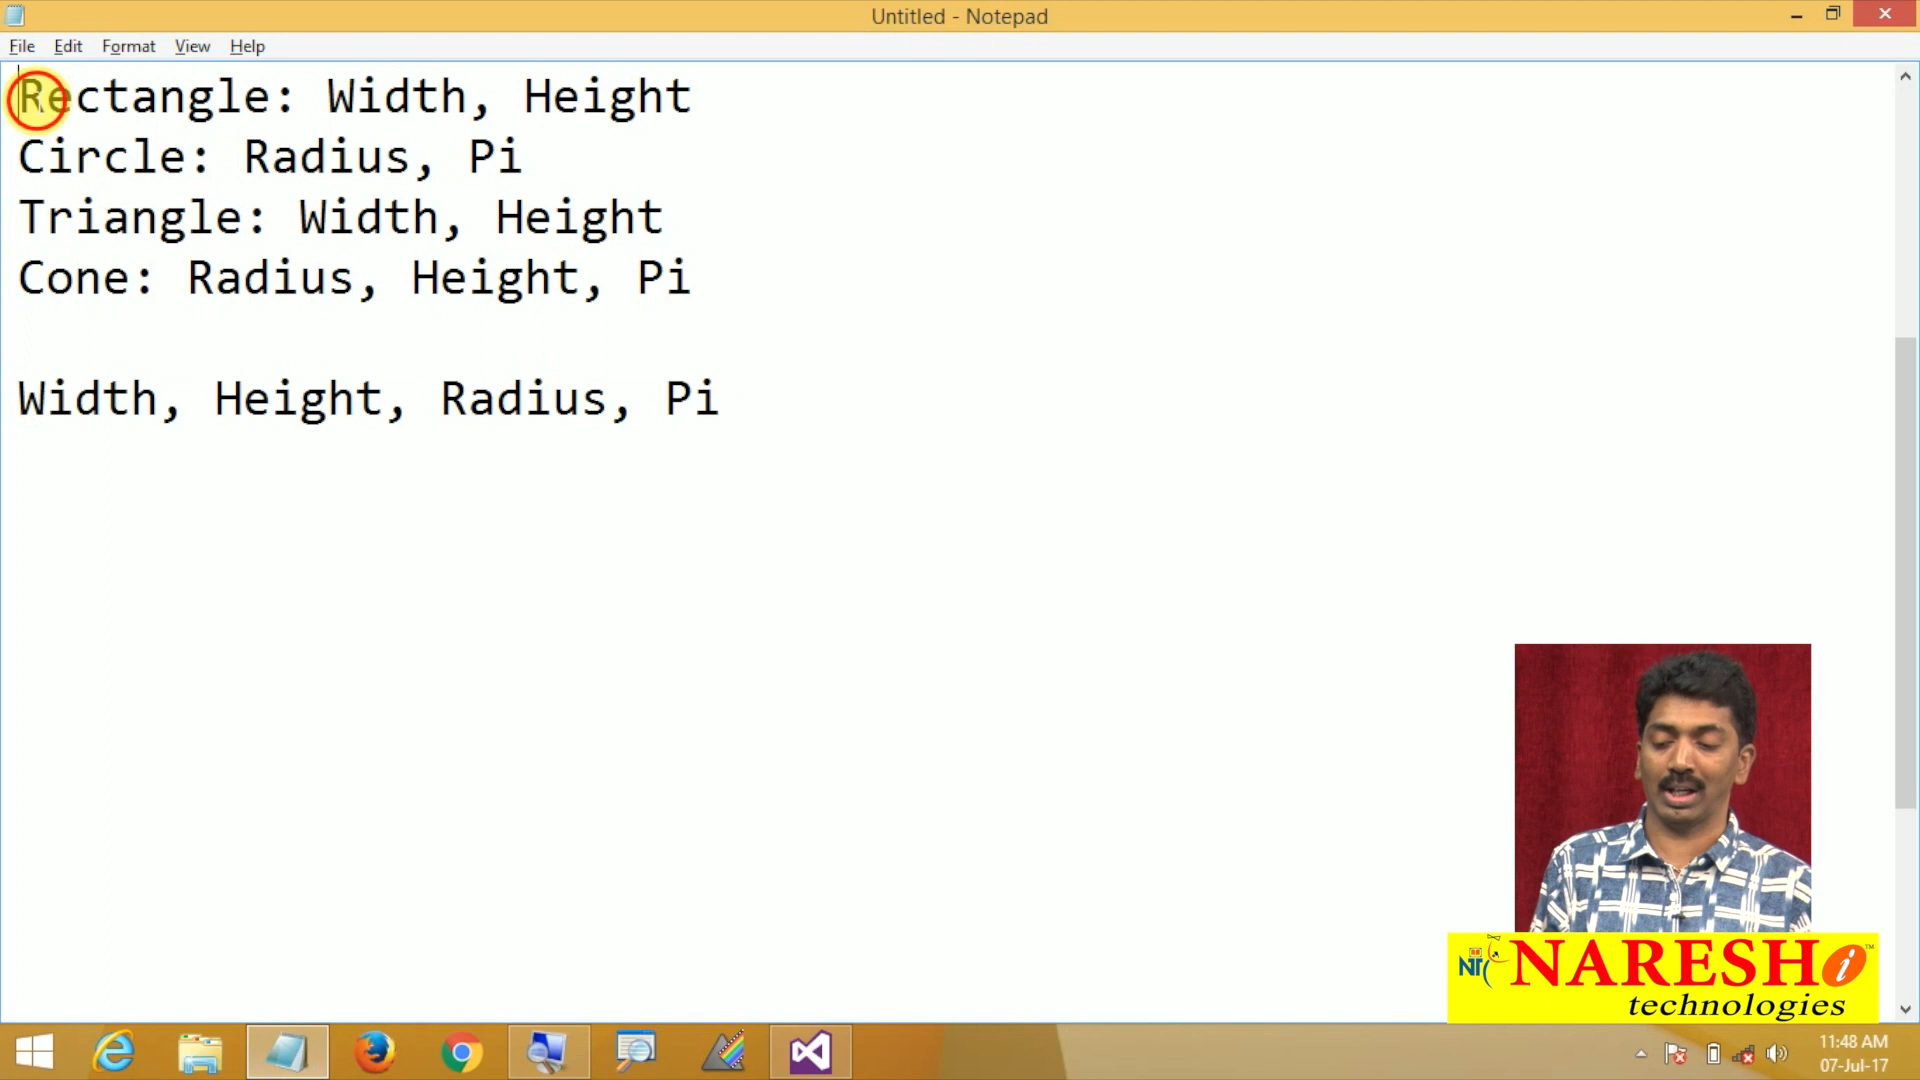 Untitled - Notepad
File Edit Format View Help
Rectangle: Width, Height
Circle: Radius, Pi
Triangle: Width, Height
Cone: Radius, Height, Pi
Width, Height, Radius, Pi
NARESH i ™
technologies
11:48 AM
07-Jul-17